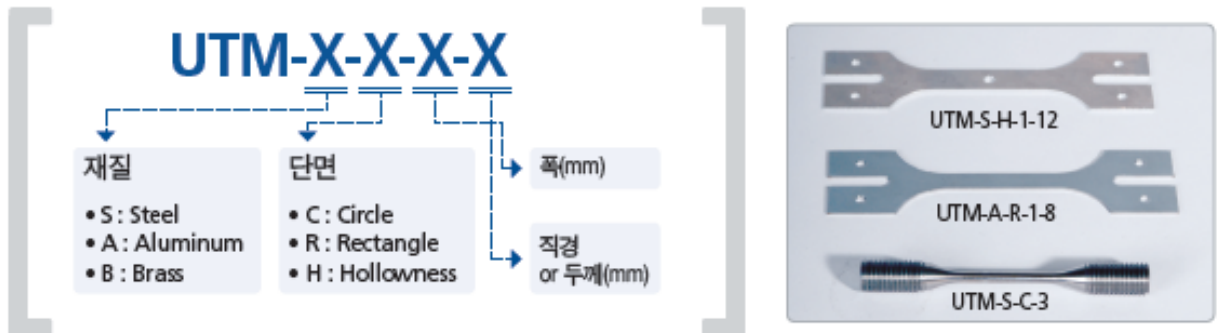 UTM-X-X-X-X
재질
• S : Steel
• A : Aluminum
• B : Brass
단면
• C : Circle
• R : Rectangle
• H : Hollowness
폭(mm)
직경
or 두께(mm)
UTM-S-H-1-12
UTM-A-R-1-8
UTM-S-C-3